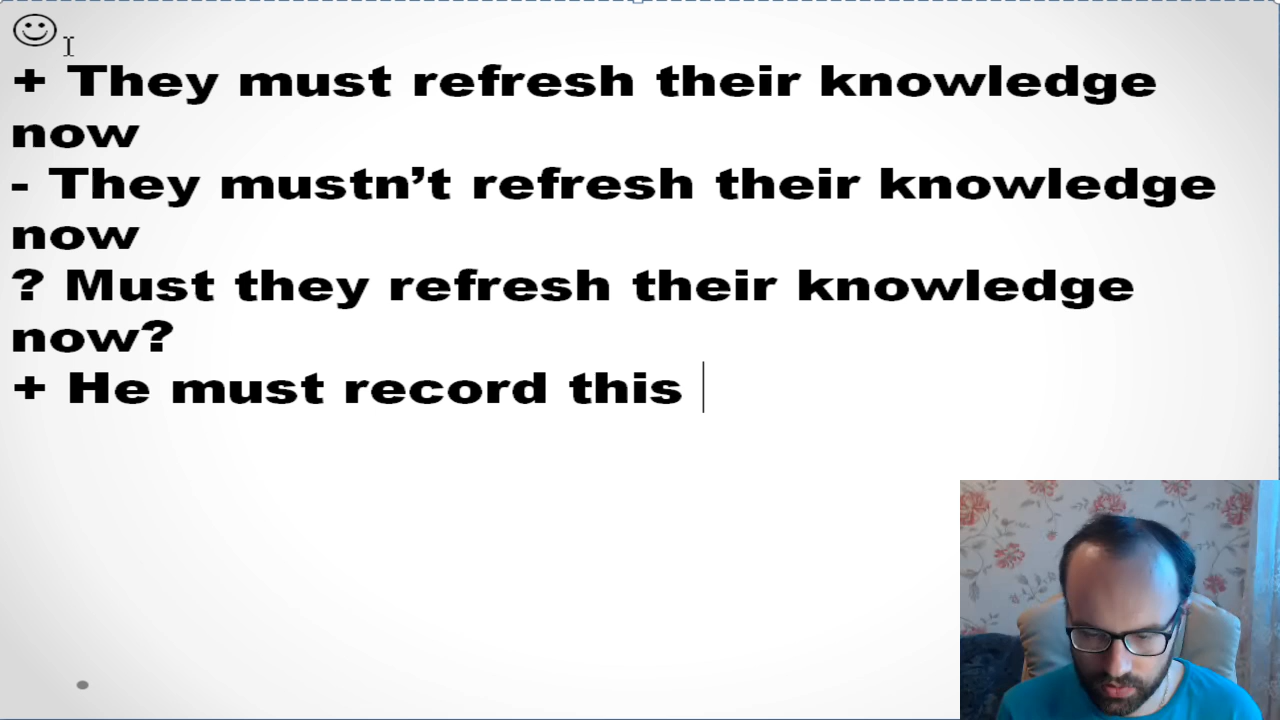 + They must refresh their knowledge
now
- They mustn’t refresh their knowledge
now
? Must they refresh their knowledge
now?
+ He must record this